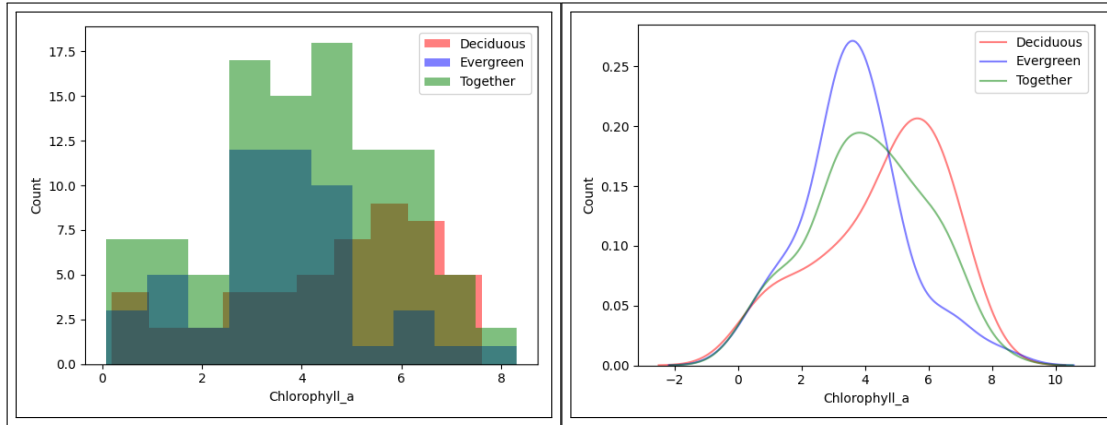 Deciduous
Evergreen
Together
17.5
15.0
12.5
10.0
7.5
5.0
2.5
0.0
Count
0 2 4 6 8
Chlorophyll_a
Deciduous
Evergreen
Together
0.25
0.20
0.15
0.10
0.05
0.00
Count
−2 0 2 4 6 8 10
Chlorophyll_a